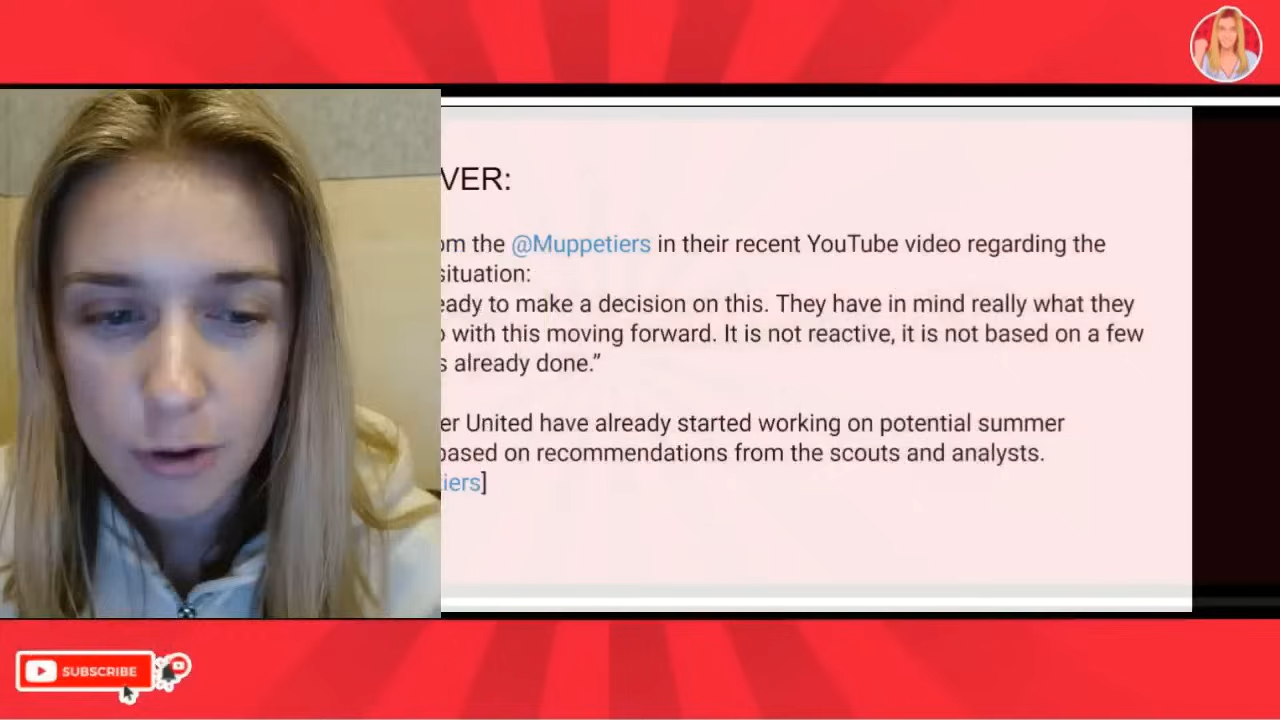 VER:
om the @Muppetiers in their recent YouTube video regarding the
situation:
eady to make a decision on this. They have in mind really what they
with this moving forward. It is not reactive, it is not based on a few
s already done.”
er United have already started working on potential summer
based on recommendations from the scouts and analysts.
iers]
SUBSCRIBE